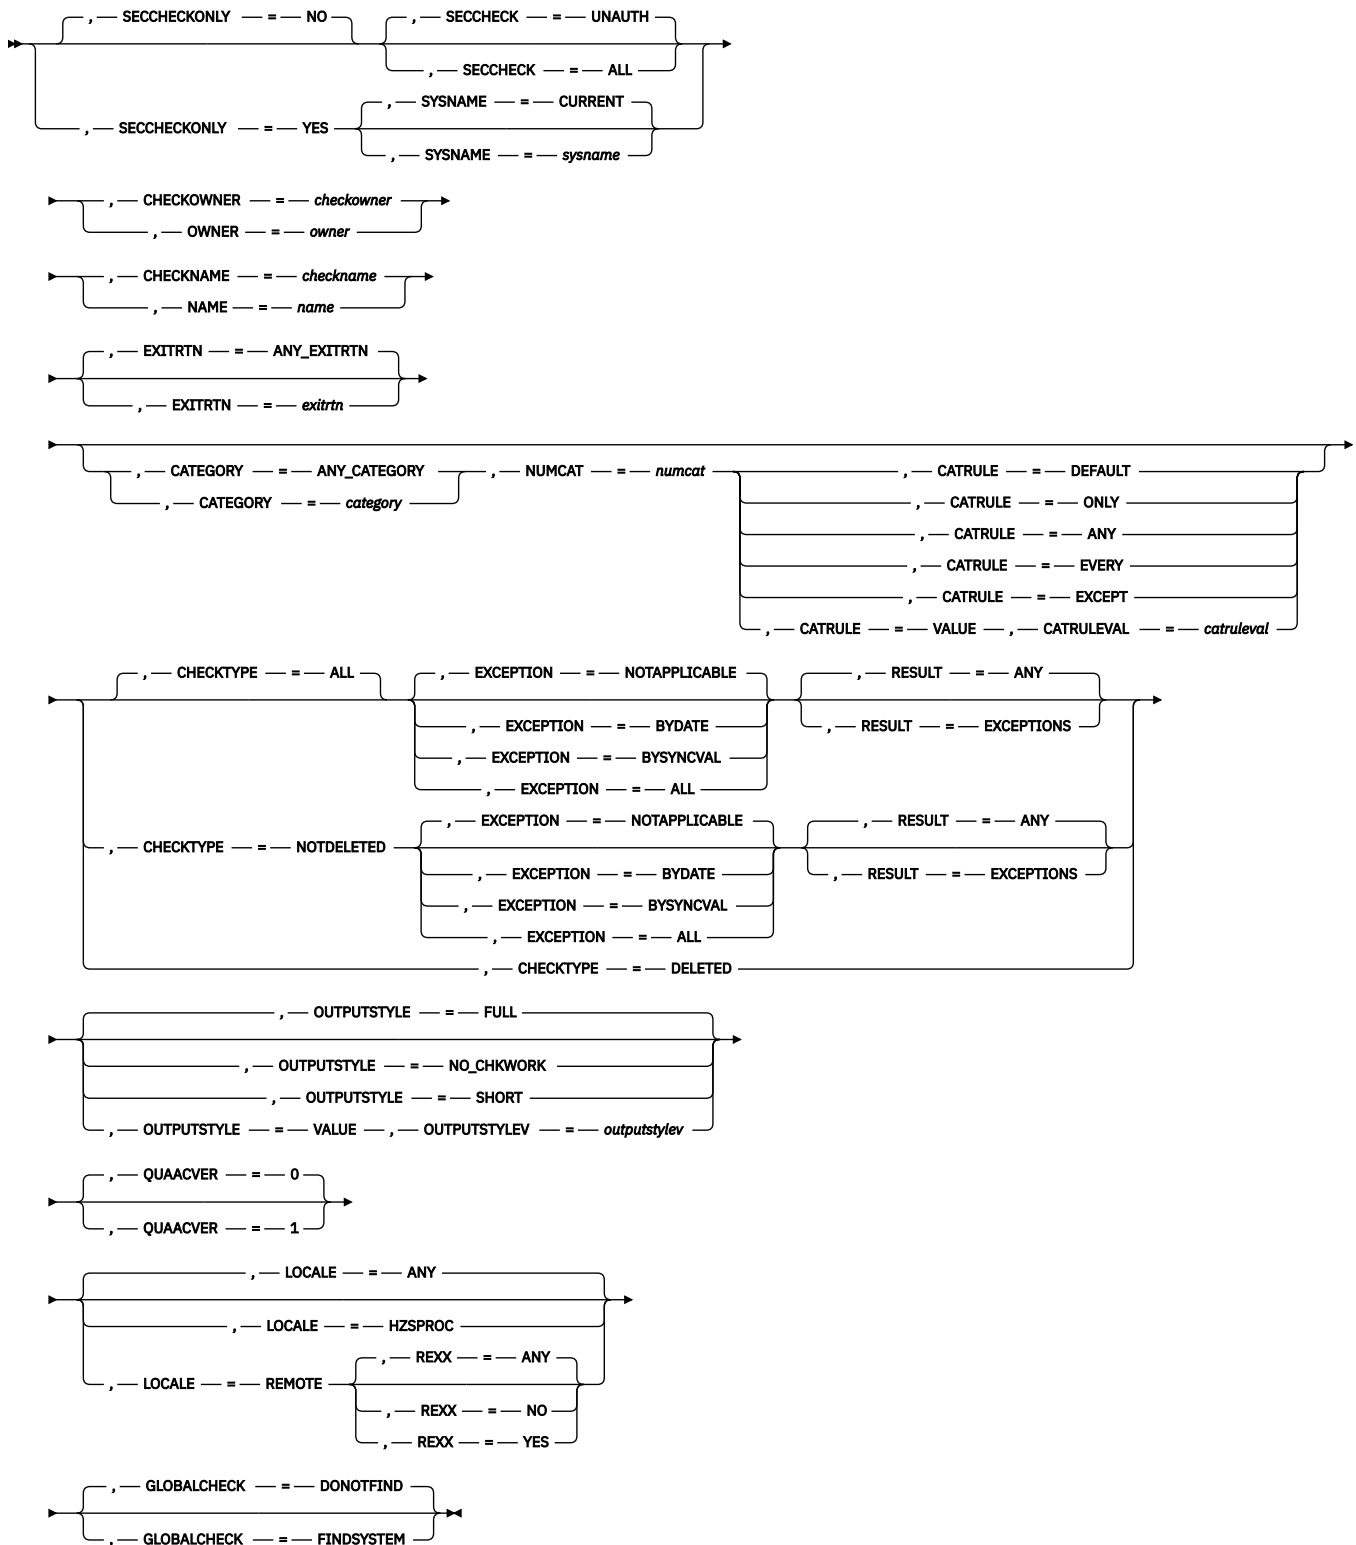 , SECCHECKONLY = NO , SECCHECK = UNAUTH
, SECCHECK = ALL
, SYSNAME = CURRENT
, SECCHECKONLY = YES
, SYSNAME = sysname
, CHECKOWNER = checkowner
, OWNER = owner
, CHECKNAME = checkname
, NAME = name
, EXITRTN = ANY_EXITRTN
, EXITRTN = exitrtn
, CATEGORY = ANY_CATEGORY , NUMCAT = numcat , CATRULE = DEFAULT
, CATEGORY = category , CATRULE = ONLY
, CATRULE = ANY
, CATRULE = EVERY
, CATRULE = EXCEPT
, CATRULE = VALUE , CATRULEVAL = catruleval
, CHECKTYPE = ALL , EXCEPTION = NOTAPPLICABLE , RESULT = ANY
, EXCEPTION = BYDATE , RESULT = EXCEPTIONS
, EXCEPTION = BYSYNCVAL
, EXCEPTION = ALL
, EXCEPTION = NOTAPPLICABLE , RESULT = ANY
, CHECKTYPE = NOTDELETED
, EXCEPTION = BYDATE , RESULT = EXCEPTIONS
, EXCEPTION = BYSYNCVAL
, EXCEPTION = ALL
, CHECKTYPE = DELETED
, OUTPUTSTYLE = FULL
, OUTPUTSTYLE = NO_CHKWORK
, OUTPUTSTYLE = SHORT
, OUTPUTSTYLE = VALUE , OUTPUTSTYLEV = outputstylev
, QUAACVER = 0
, QUAACVER = 1
, LOCALE = ANY
, LOCALE = HZSPROC
, REXX = ANY
, LOCALE = REMOTE
, REXX = NO
, REXX = YES
, GLOBALCHECK = DONOTFIND
, GLOBALCHECK = FINDSYSTEM